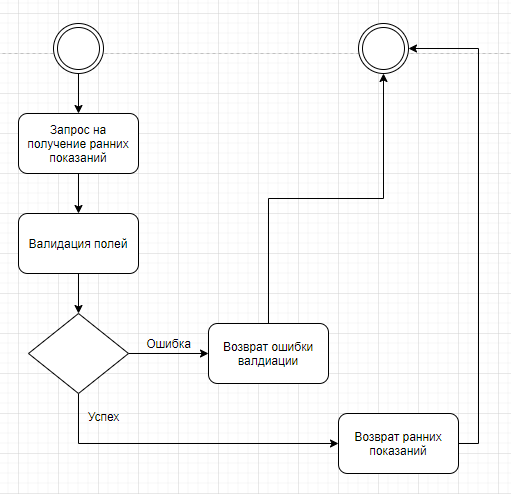 Запрос на
получение ранних
показаний
Валидация полей
Ошибка
Возврат ошибки
валдиации
Успех
Возврат ранних
показаний